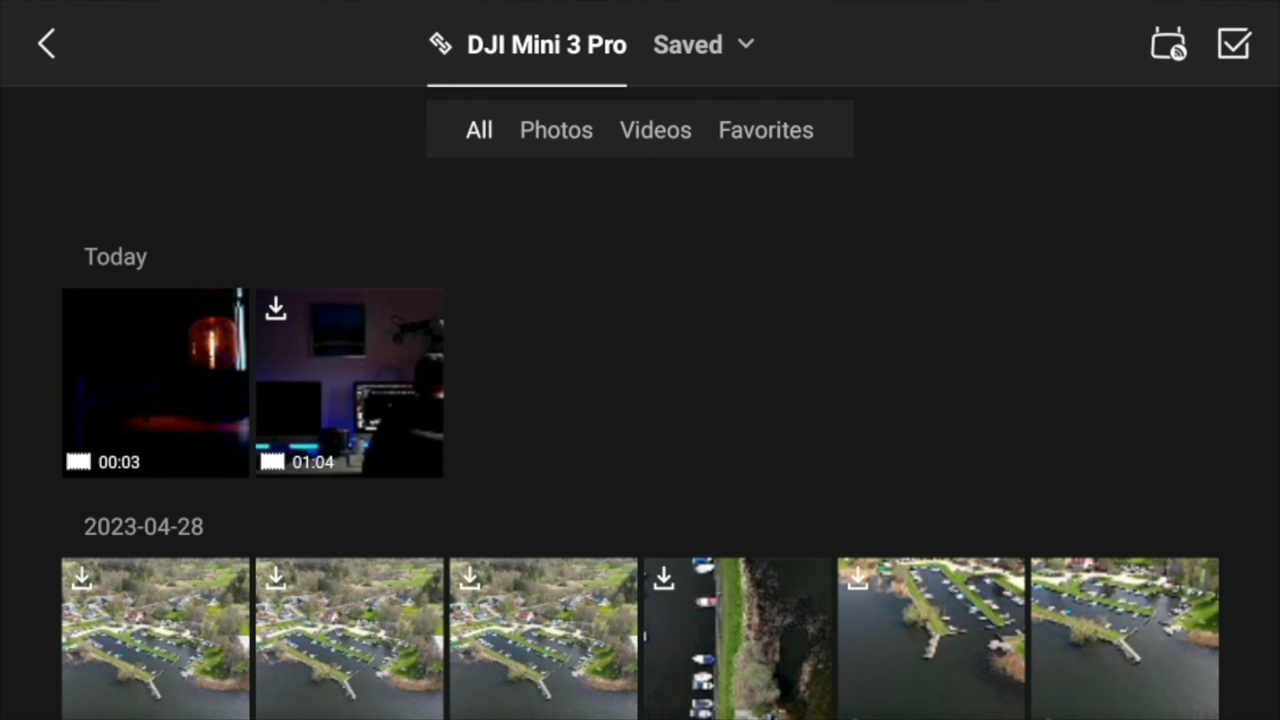 DJI Mini 3 Pro Saved
All Photos Videos Favorites
Today
00:03 01:04
2023-04-28